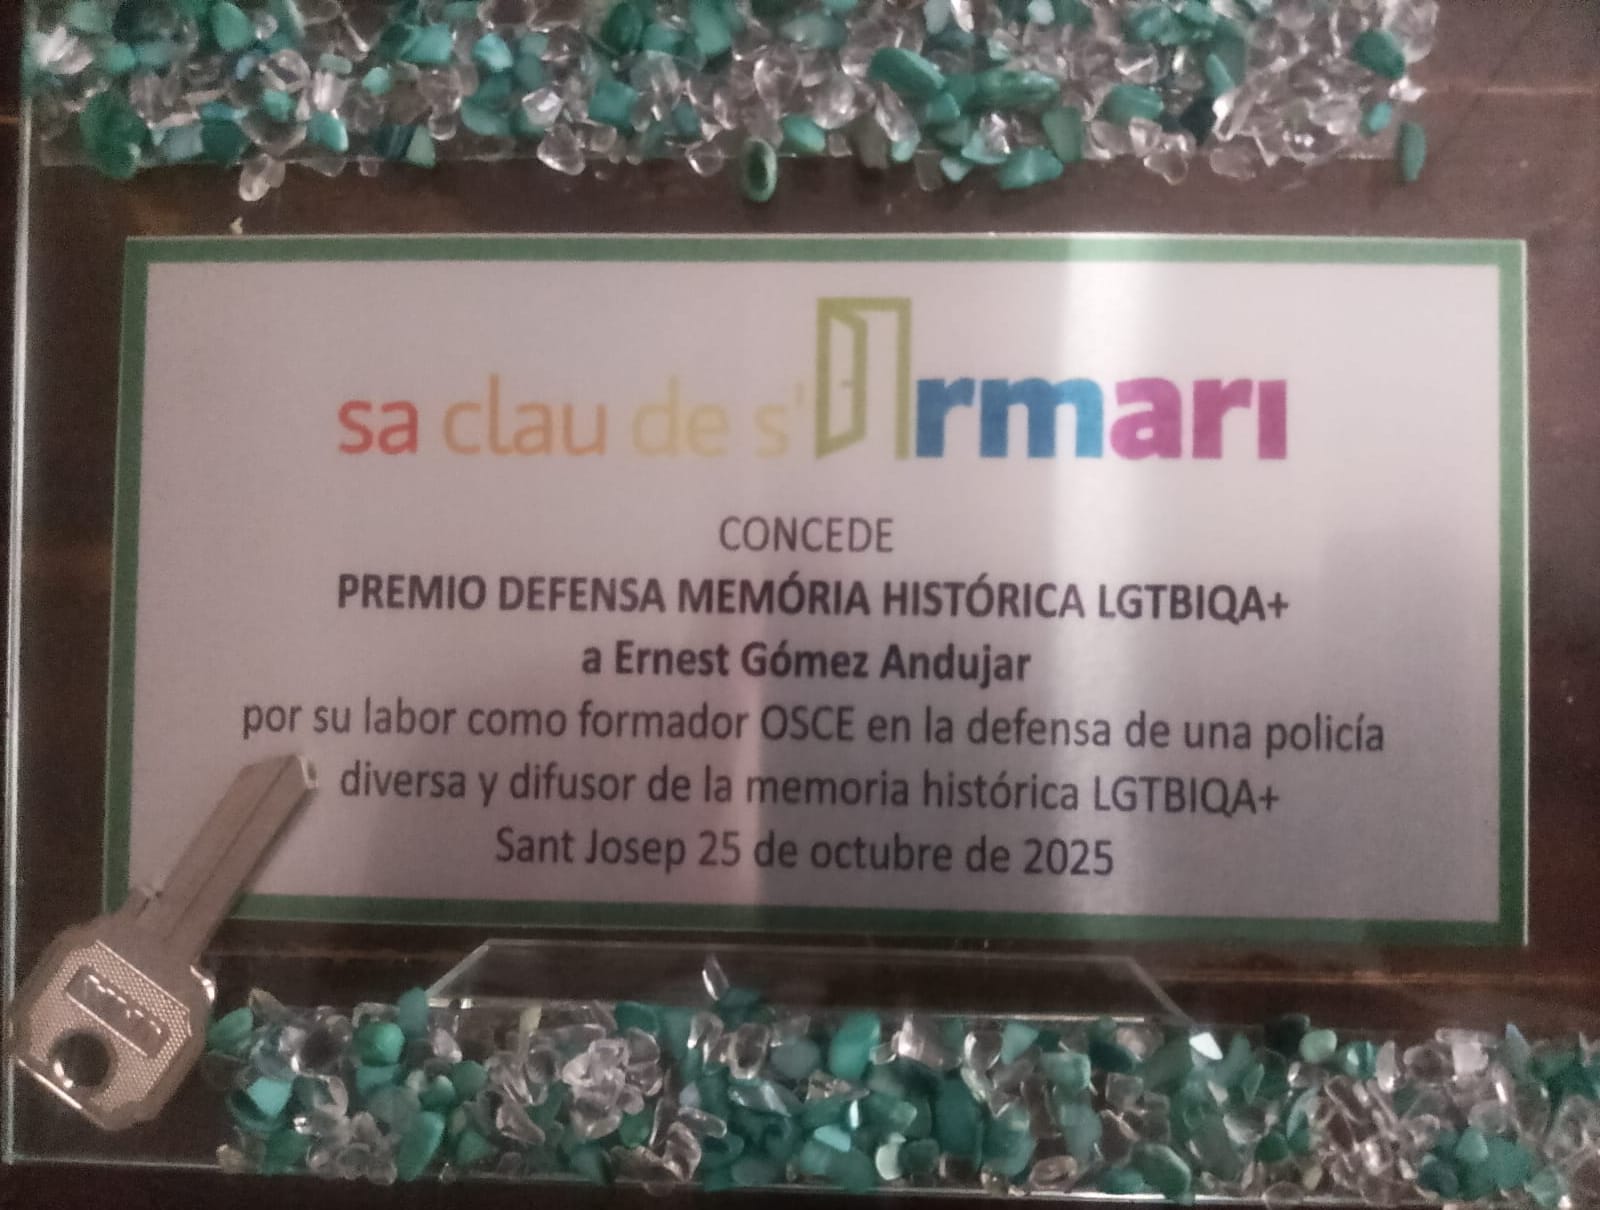 sa clau de s'Armari
CONCEDE
PREMIO DEFENSA MEMÓRIA HISTÓRICA LGTBIQA+
a Ernest Gómez Andujar
por su labor como formador OSCE en la defensa de una policía
diversa y difusor de la memoria histórica LGTBIQA+
Sant Josep 25 de octubre de 2025